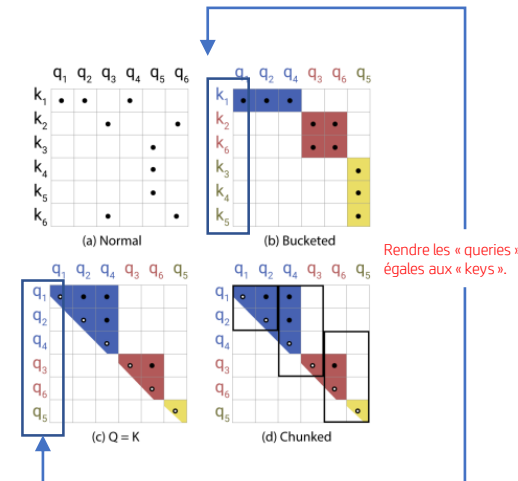 q1 q2 q3 q4 q5 q6
k1
k2
k3
k4
k5
k6
(a) Normal
q1 q2 q4 q3 q6 q5
k1
k2
k6
k3
k4
k5
(b) Bucketed
Rendre les « queries »
égales aux « keys ».
q1 q2 q4 q3 q6 q5
q1
q2
q4
q3
q6
q5
(c) Q = K
q1 q2 q4 q3 q6 q5
q1
q2
q4
q3
q6
q5
(d) Chunked